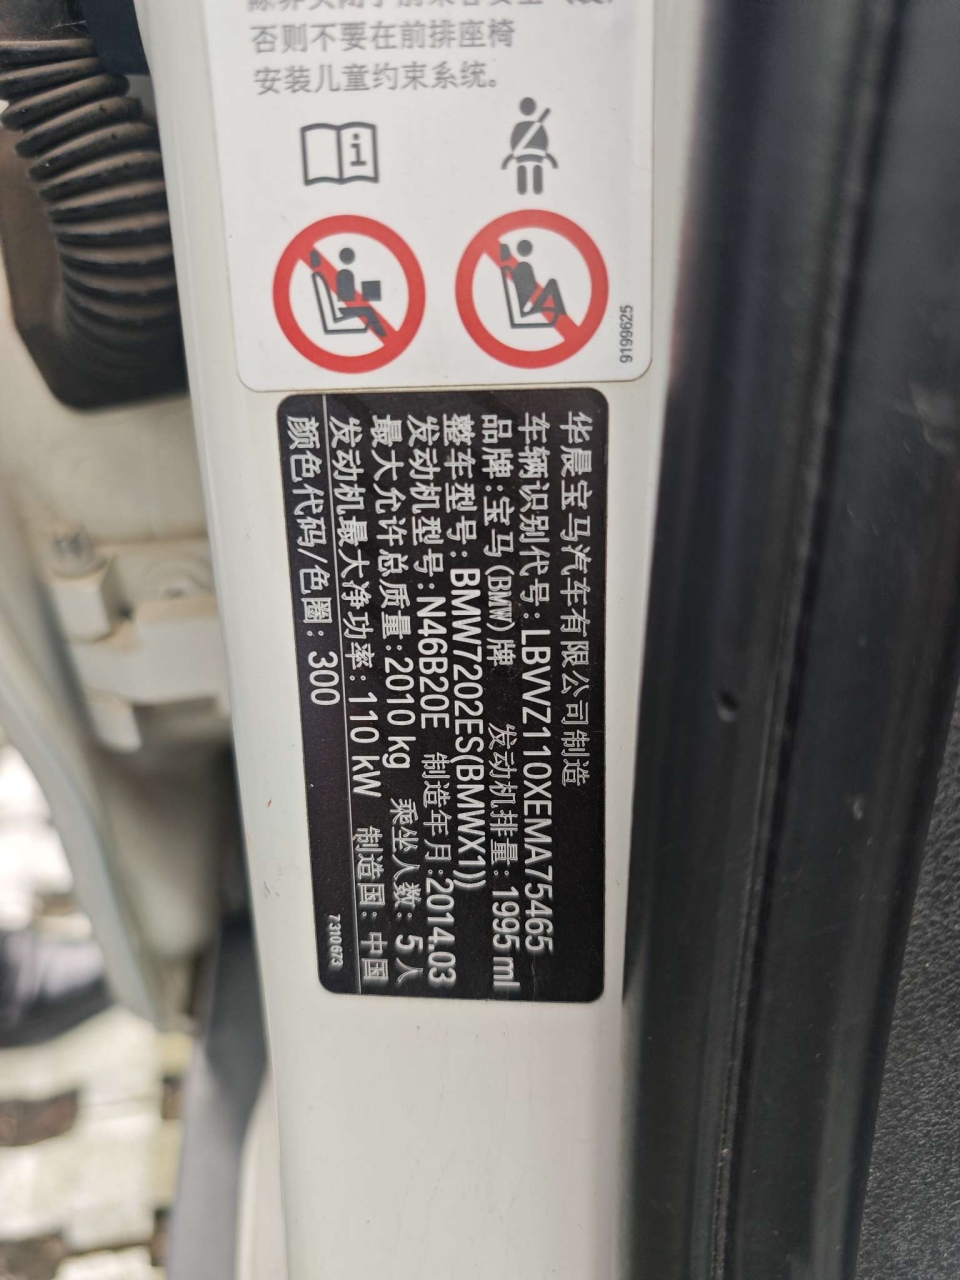 否则不要在前排座椅
安装儿童约束系统。
9199625
华晨宝马汽车有限公司制造
车辆识别代号：LBVVZ110XEMA75465
品牌：宝马(BMW)牌 发动机排量：1995 ml
整车型号：BMW7202ES(BMWX1))
发动机型号：N46B20E 制造年月：2014.03
最大允许总质量：2010 kg 乘坐人数：5人
发动机最大净功率：110 kW 制造国：中国
颜色代码/色圈：300
7310673